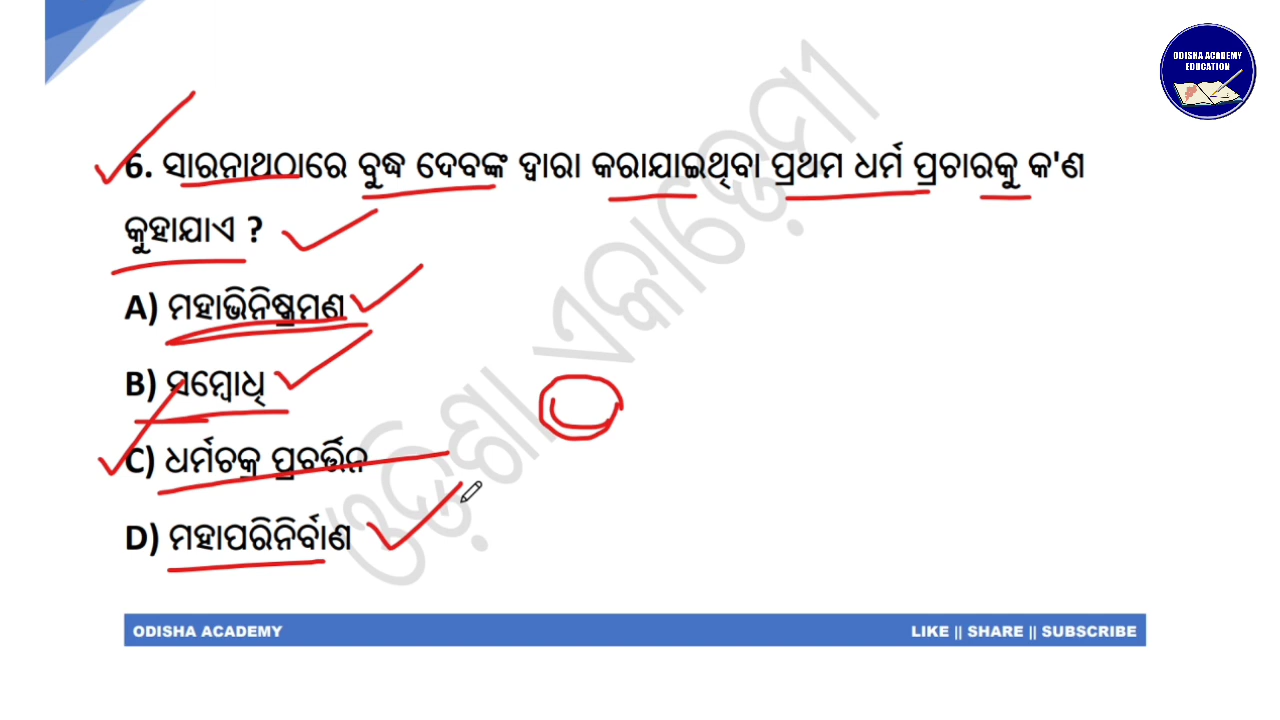 ODISHA ACADEMY
EDUCATION
6. ସାରନାଥଠାରେ ବୁଦ୍ଧ ଦେବଙ୍କ ଦ୍ୱାରା କରାଯାଇଥିବା ପ୍ରଥମ ଧର୍ମ ପ୍ରଚାରକୁ କ'ଣ
କୁହାଯାଏ ?
A) ମହାଭିନିଷ୍କ୍ରମଣ
B) ସମ୍ବୋଧି
C) ଧର୍ମଚକ୍ର ପ୍ରବର୍ତ୍ତନ
D) ମହାପରିନିର୍ବାଣ
ଓଡ଼ିଶା ଏକାଡ଼େମୀ
ODISHA ACADEMY
LIKE || SHARE || SUBSCRIBE